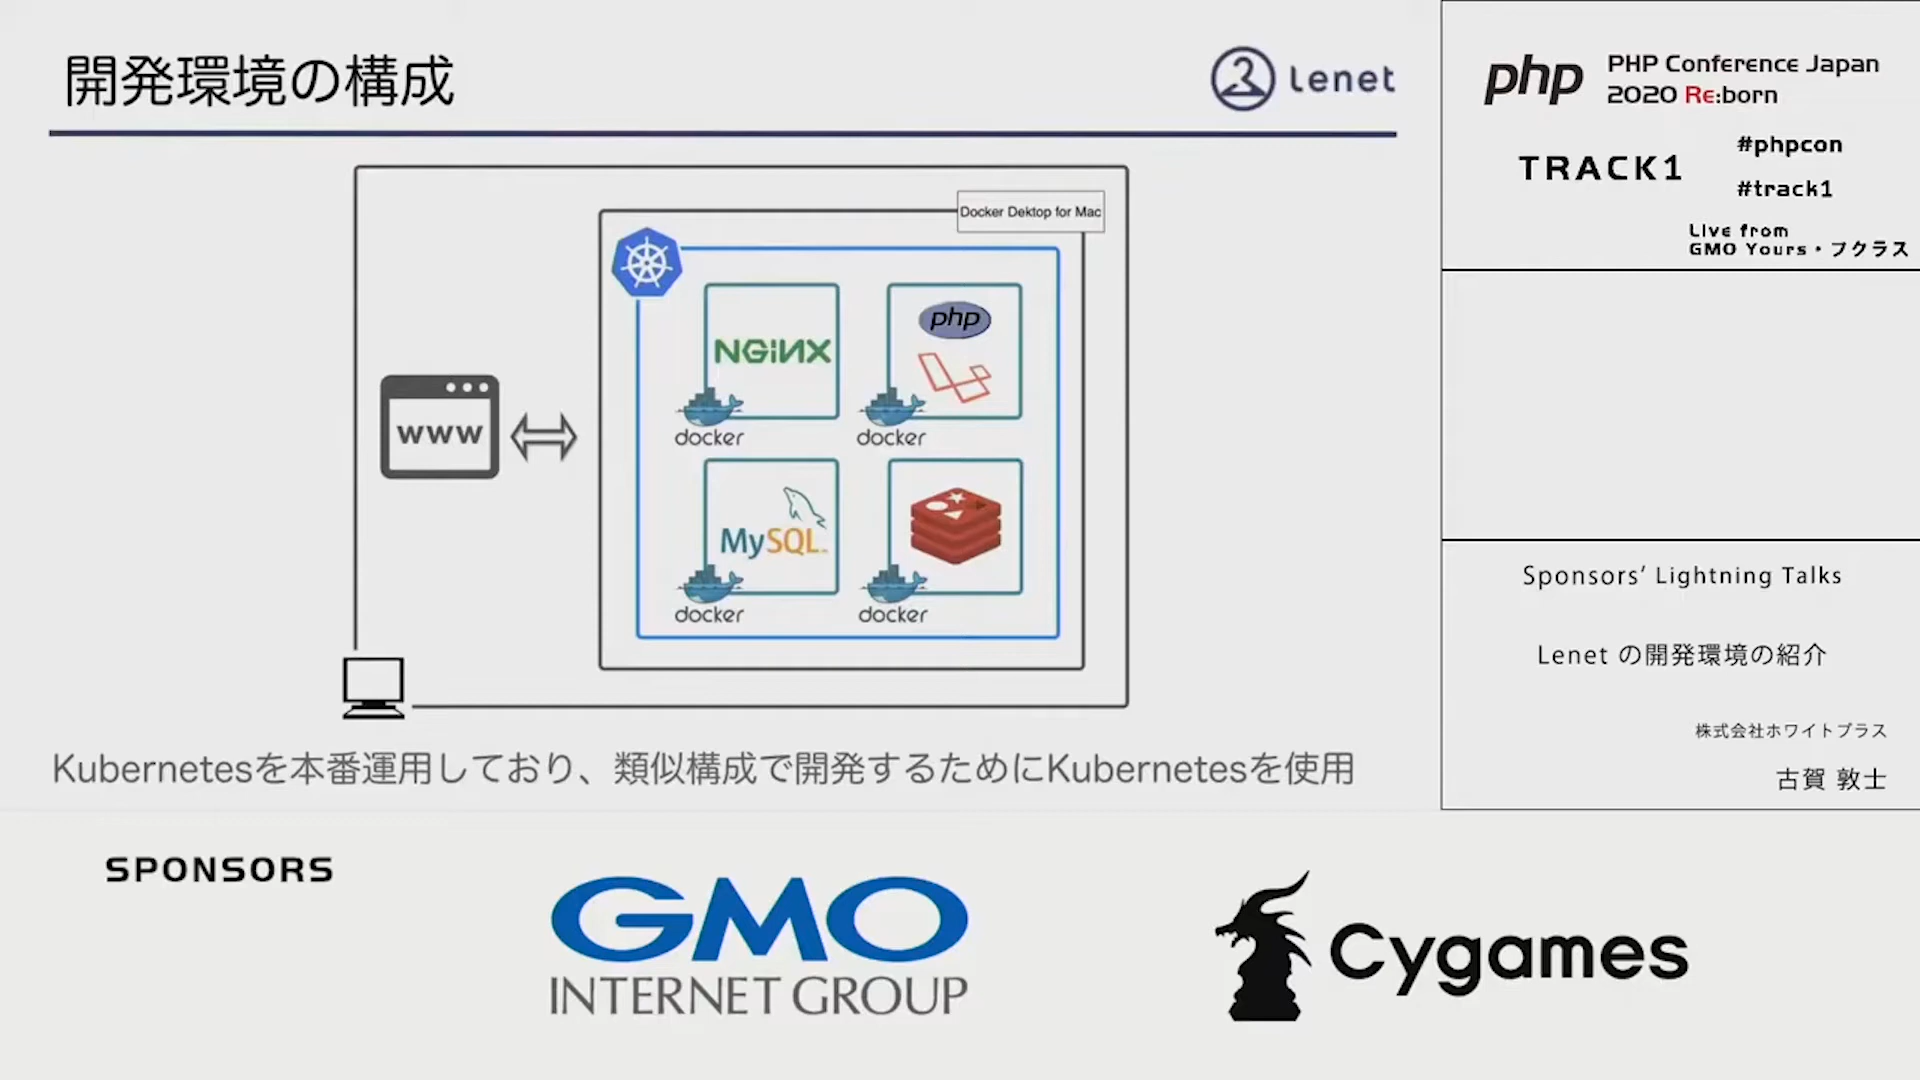 開発環境の構成
Lenet
Docker Dektop for Mac
NGINX
docker
php
docker
www
MySQL
docker
docker
Kubernetesを本番運用しており、類似構成で開発するためにKubernetesを使用
php
PHP Conference Japan
2020 Re:born
TRACK1
#phpcon
#track1
Live from
GMO Yours・フクラス
Sponsors’ Lightning Talks
Lenet の開発環境の紹介
株式会社ホワイトプラス
古賀 敦士
SPONSORS
GMO
INTERNET GROUP
Cygames